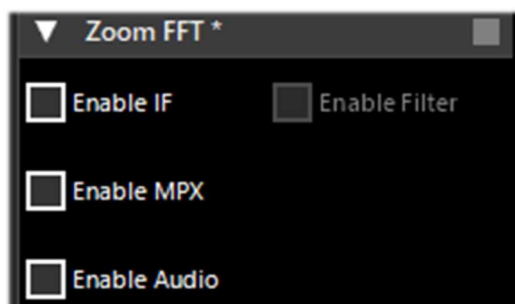 Zoom FFT *
Enable IF Enable Filter
Enable MPX
Enable Audio